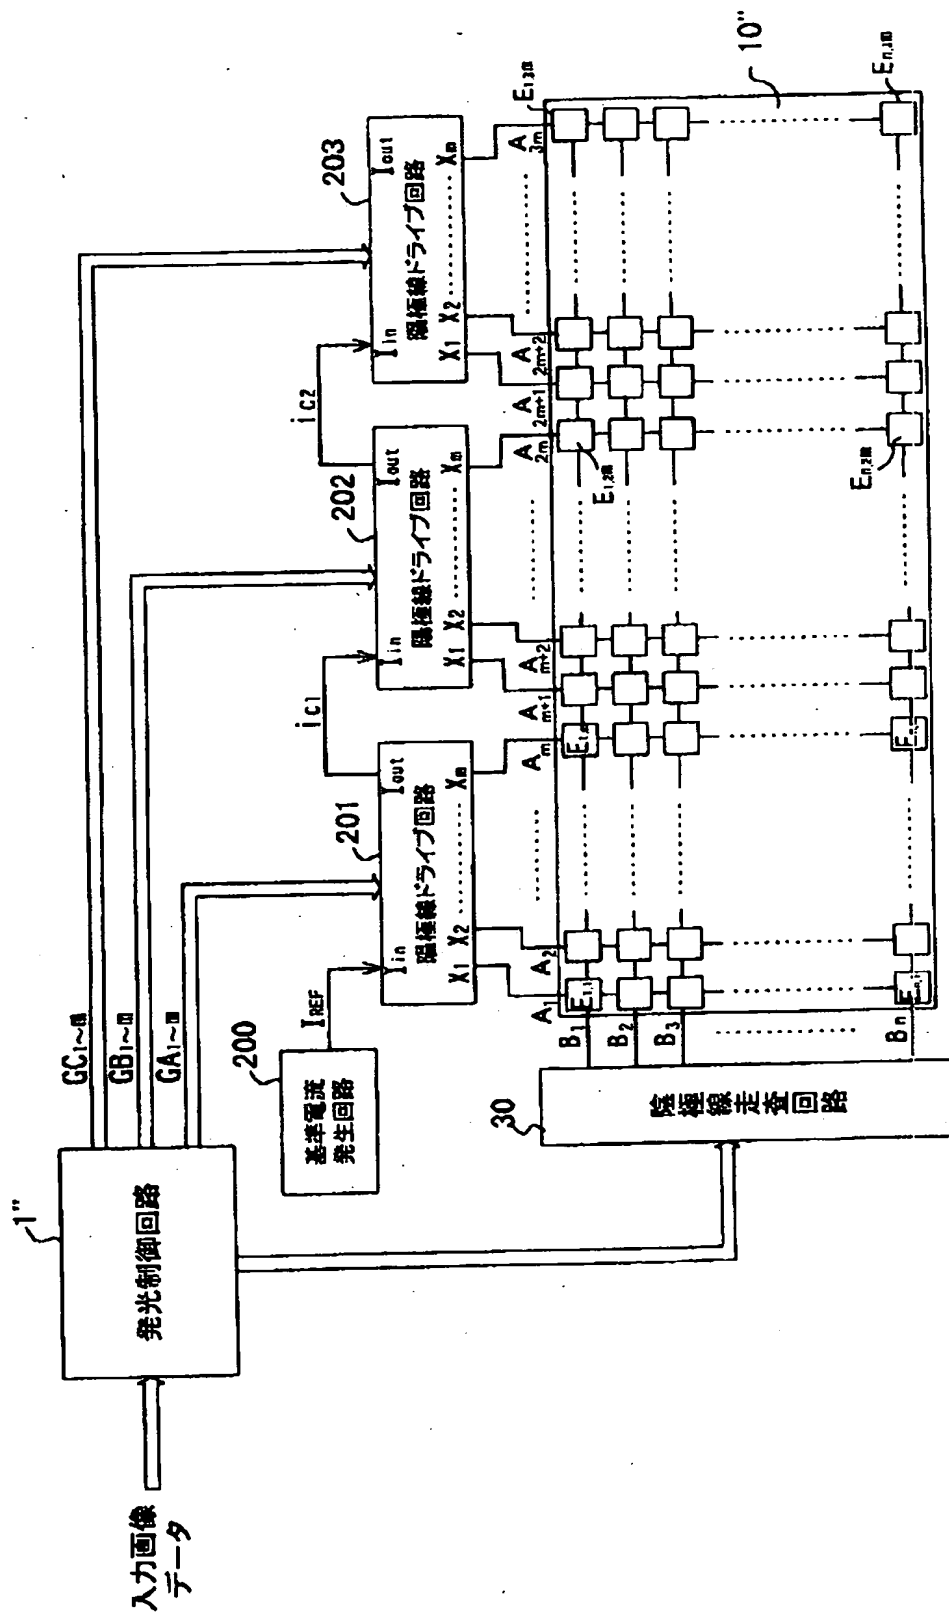 入力画像
データ
1"
発光制御回路
GC1~m
GB1~m
GA1~m
200
基準電流
発生回路
IREF
201
Iin
Iout
陽極線ドライブ回路
X1 X2 ········ Xm
iC1
202
Iin
Iout
陽極線ドライブ回路
X1 X2 ········ Xm
iC2
203
Iin
Iout
陽極線ドライブ回路
X1 X2 ········ Xm
A1 A2 ········ Am Am+1 Am+2 ········ A2m A2m+1 A2m+2 ········ A3m
30
陰極線走査回路
B1
B2
B3
Bn
E1,1
E1,2m
E1,3m
En,2m
En,3m
10"